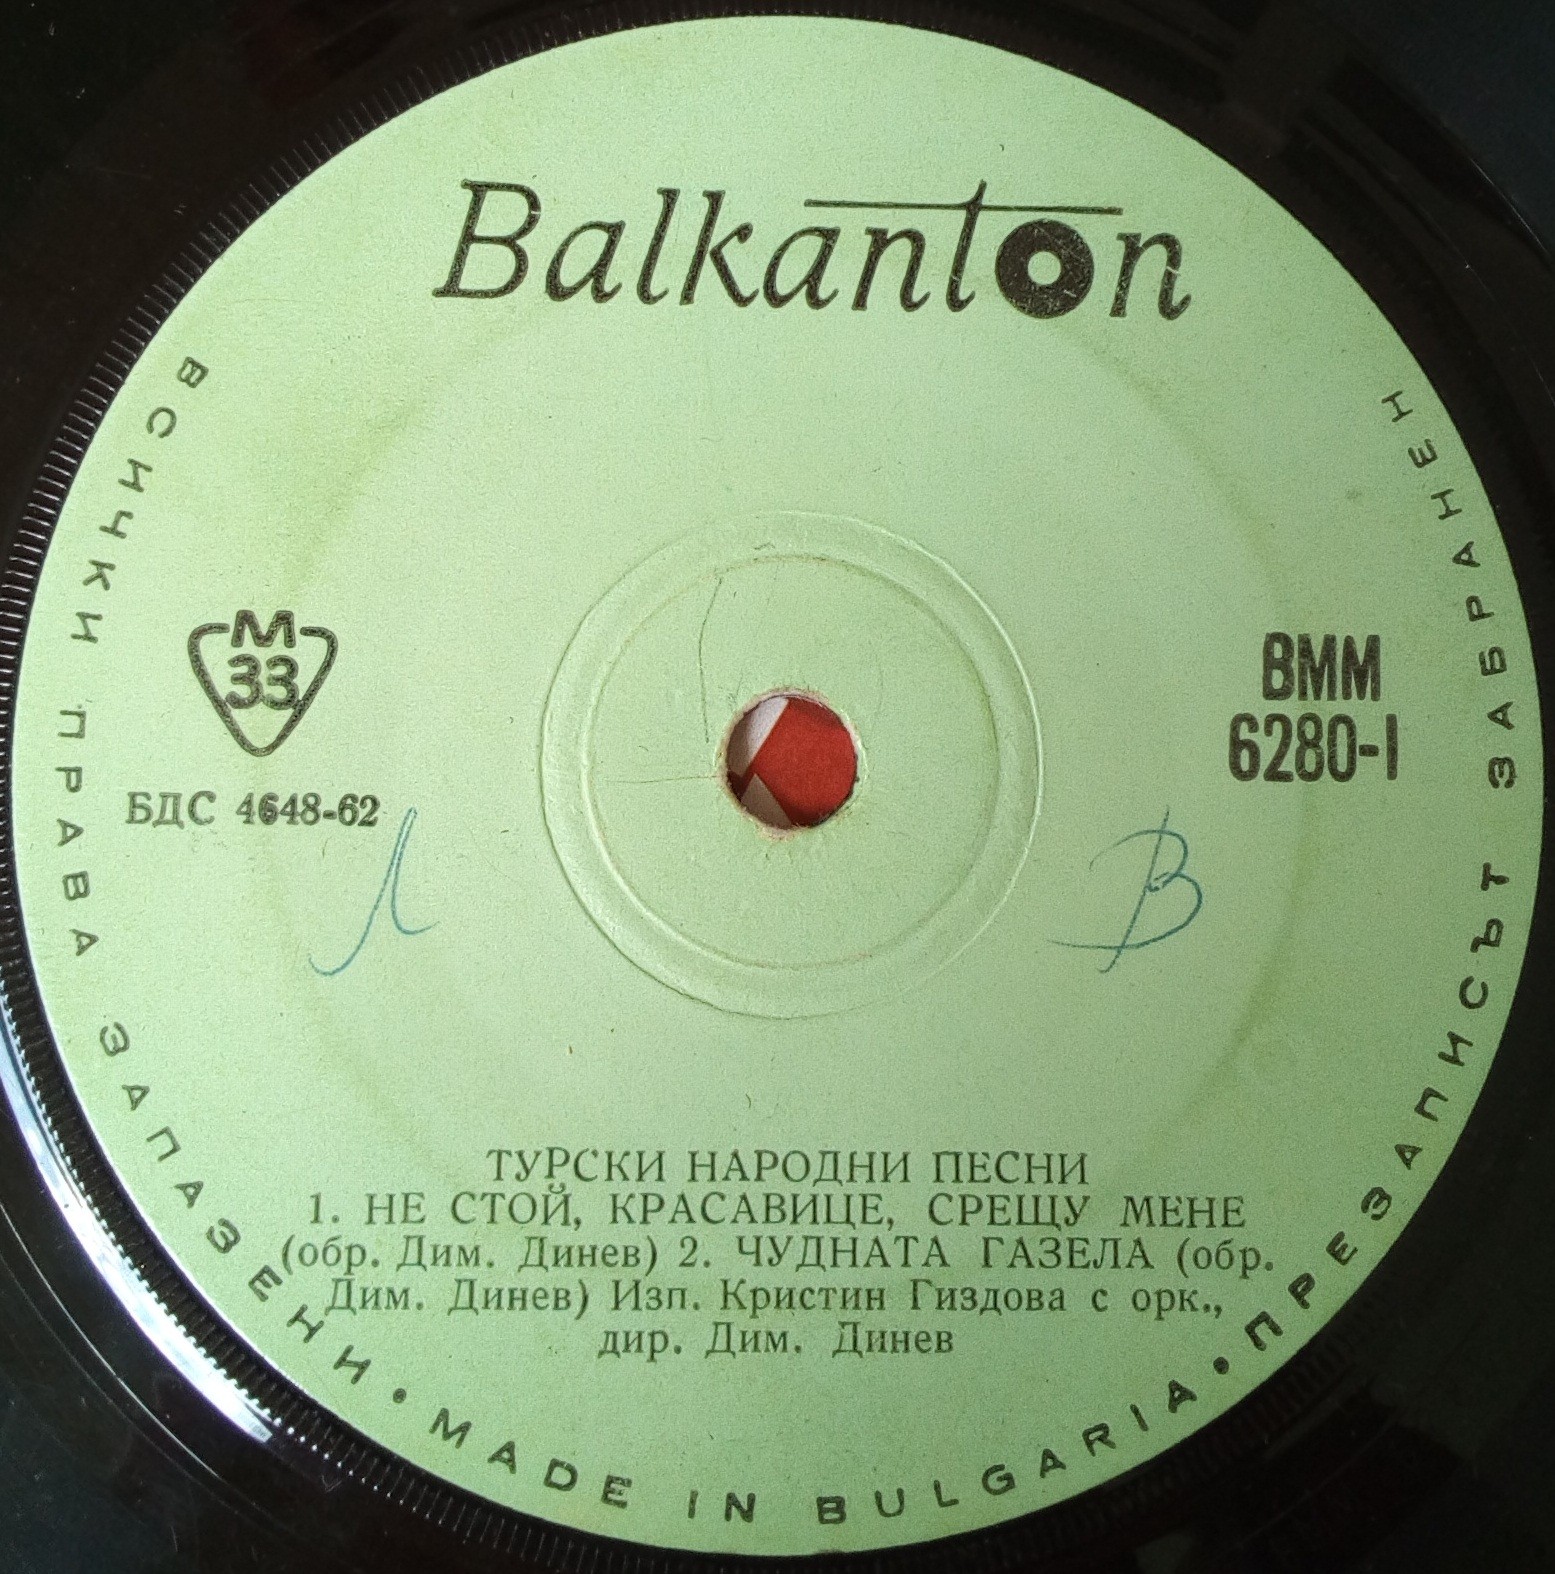 Balkanton
ВСИЧКИ ПРАВА ЗАПАЗЕНИ • MADE IN BULGARIA • ПРЕЗАПИСЪТ ЗАБРАНЕН
М
33
БДС 4648-62
ВММ
6280-I
Л
В
ТУРСКИ НАРОДНИ ПЕСНИ
1. НЕ СТОЙ, КРАСАВИЦЕ, СРЕЩУ МЕНЕ
(обр. Дим. Динев) 2. ЧУДНАТА ГАЗЕЛА (обр.
Дим. Динев) Изп. Кристин Гиздова с орк.,
дир. Дим. Динев